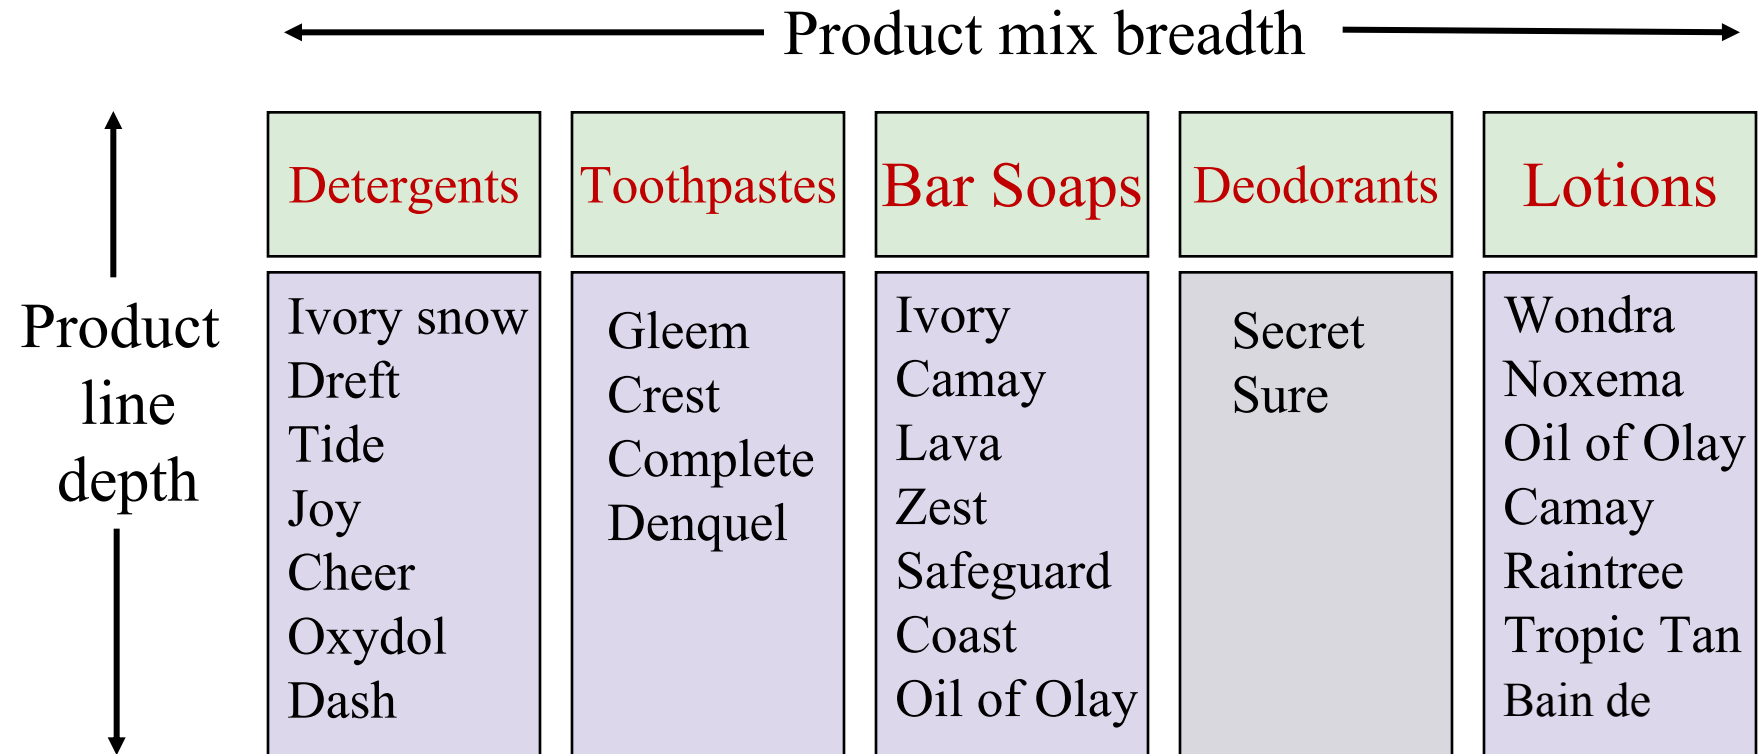 Product mix breadth
Product
line
depth
Detergents
Ivory snow
Dreft
Tide
Joy
Cheer
Oxydol
Dash
Toothpastes
Gleem
Crest
Complete
Denquel
Bar Soaps
Ivory
Camay
Lava
Zest
Safeguard
Coast
Oil of Olay
Deodorants
Secret
Sure
Lotions
Wondra
Noxema
Oil of Olay
Camay
Raintree
Tropic Tan
Bain de